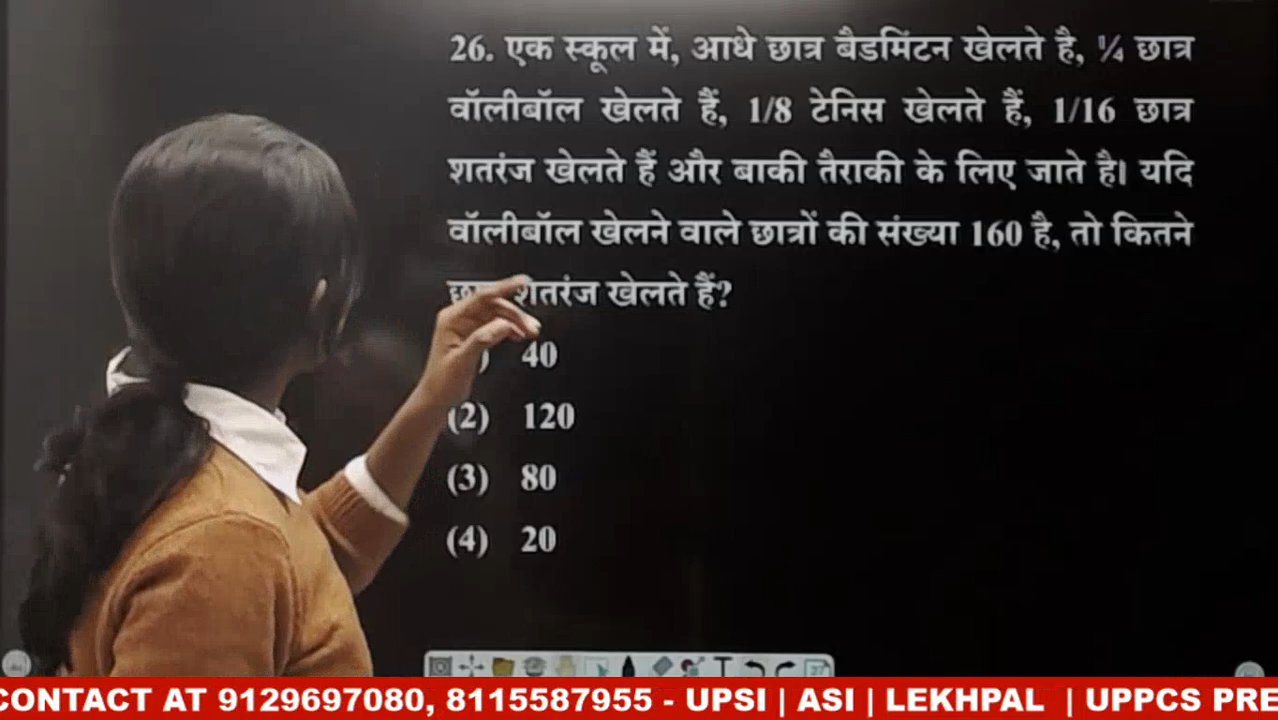 26. एक स्कूल में, आधे छात्र बैडमिंटन खेलते है, ¼ छात्र
वॉलीबॉल खेलते हैं, 1/8 टेनिस खेलते हैं, 1/16 छात्र
शतरंज खेलते हैं और बाकी तैराकी के लिए जाते है। यदि
वॉलीबॉल खेलने वाले छात्रों की संख्या 160 है, तो कितने
शतरंज खेलते हैं?
) 40
(2) 120
(3) 80
(4) 20
CONTACT AT 9129697080, 8115587955 - UPSI | ASI | LEKHPAL | UPPCS PRE